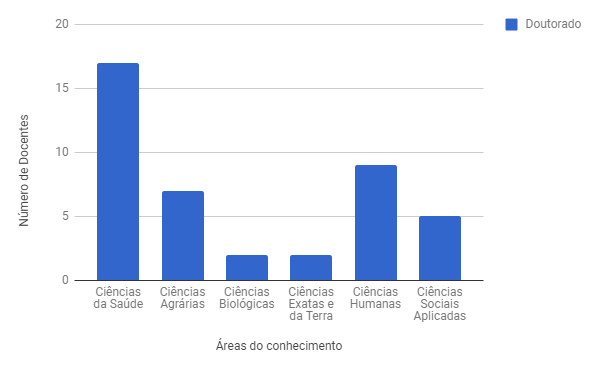 20
15
10
5
0
Número de Docentes
Doutorado
Ciências
da Saúde
Ciências
Agrárias
Ciências
Biológicas
Ciências
Exatas e
da Terra
Ciências
Humanas
Ciências
Sociais
Aplicadas
Áreas do conhecimento